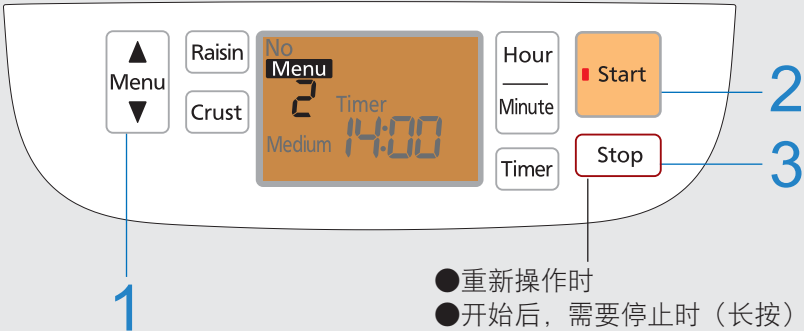 ▲
Menu
▼
Raisin
Crust
No
Menu
2
Timer
Medium 14:00
Hour
Minute
Timer
Start
Stop
1
2
3
●重新操作时
●开始后，需要停止时（长按）